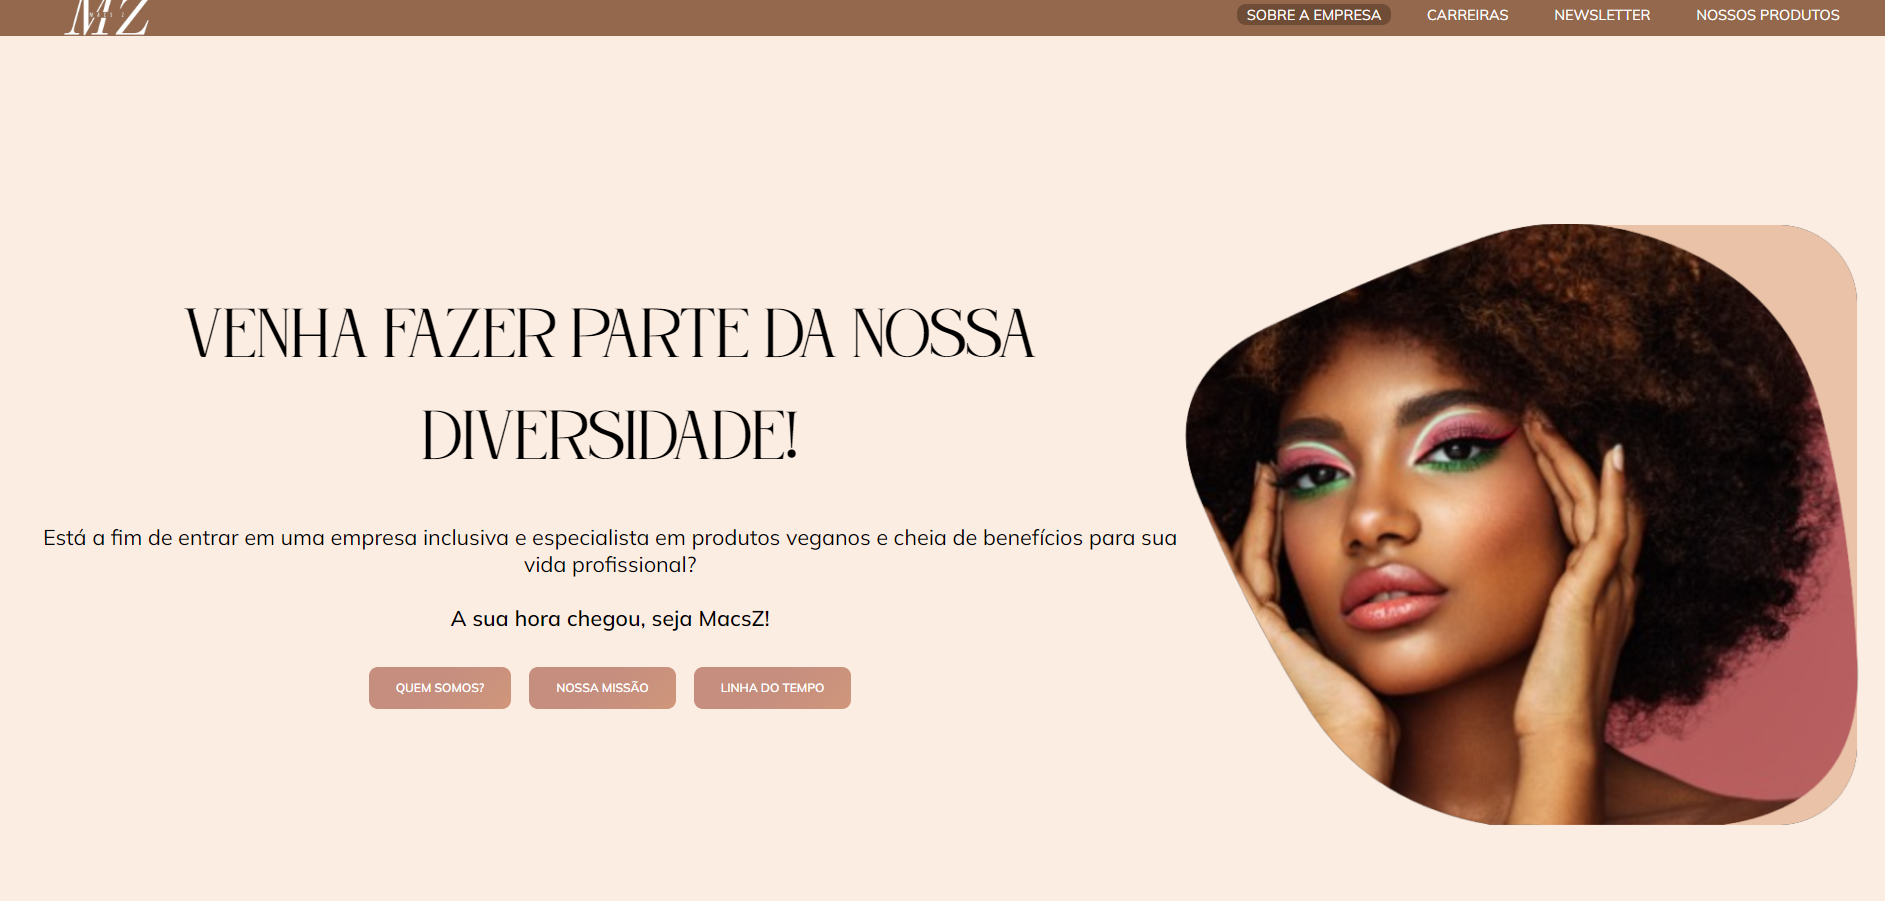 MZ
SOBRE A EMPRESA
CARREIRAS
NEWSLETTER
NOSSOS PRODUTOS
VENHA FAZER PARTE DA NOSSA
DIVERSIDADE!
Está a fim de entrar em uma empresa inclusiva e especialista em produtos veganos e cheia de benefícios para sua
vida profissional?
A sua hora chegou, seja MacsZ!
QUEM SOMOS?
NOSSA MISSÃO
LINHA DO TEMPO